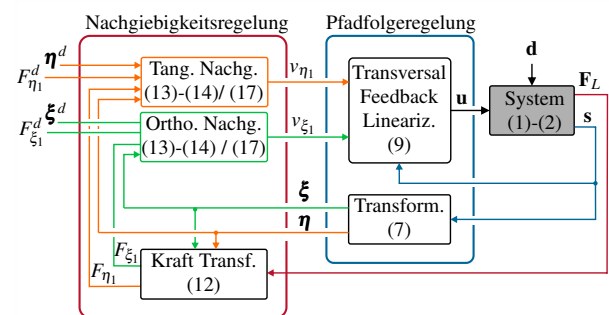 Nachgiebigkeitsregelung
Pfadfolgeregelung
η^d
F^d_η1
ξ^d
F^d_ξ1
Tang. Nachg.
(13)-(14)/ (17)
v_η1
Ortho. Nachg.
(13)-(14) / (17)
v_ξ1
Transversal
Feedback
Lineariz.
(9)
u
d
System
(1)-(2)
F_L
s
ξ
η
Transform.
(7)
F_ξ1
F_η1
Kraft Transf.
(12)